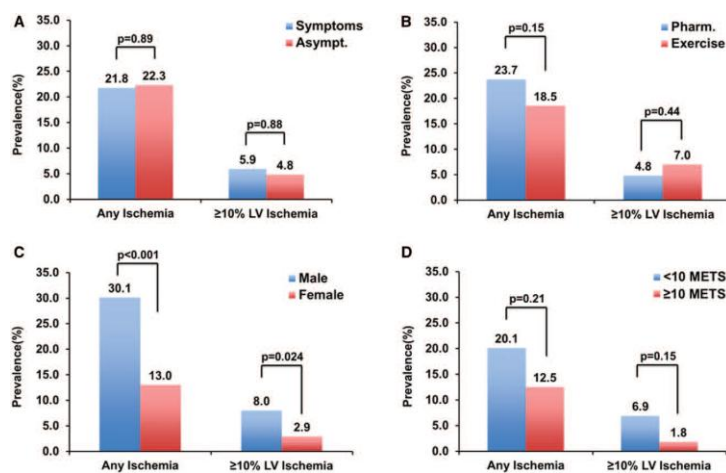 A
Symptoms
Asympt.
p=0.89
21.8
22.3
p=0.88
5.9
4.8
35.0
30.0
25.0
20.0
15.0
10.0
5.0
0.0
Prevalence(%)
Any Ischemia
≥10% LV Ischemia
B
Pharm.
Exercise
p=0.15
23.7
18.5
p=0.44
4.8
7.0
35.0
30.0
25.0
20.0
15.0
10.0
5.0
0.0
Prevalence(%)
Any Ischemia
≥10% LV Ischemia
C
Male
Female
p<0.001
30.1
13.0
p=0.024
8.0
2.9
35.0
30.0
25.0
20.0
15.0
10.0
5.0
0.0
Prevalence(%)
Any Ischemia
≥10% LV Ischemia
D
<10 METS
≥10 METS
p=0.21
20.1
12.5
p=0.15
6.9
1.8
35.0
30.0
25.0
20.0
15.0
10.0
5.0
0.0
Prevalence(%)
Any Ischemia
≥10% LV Ischemia